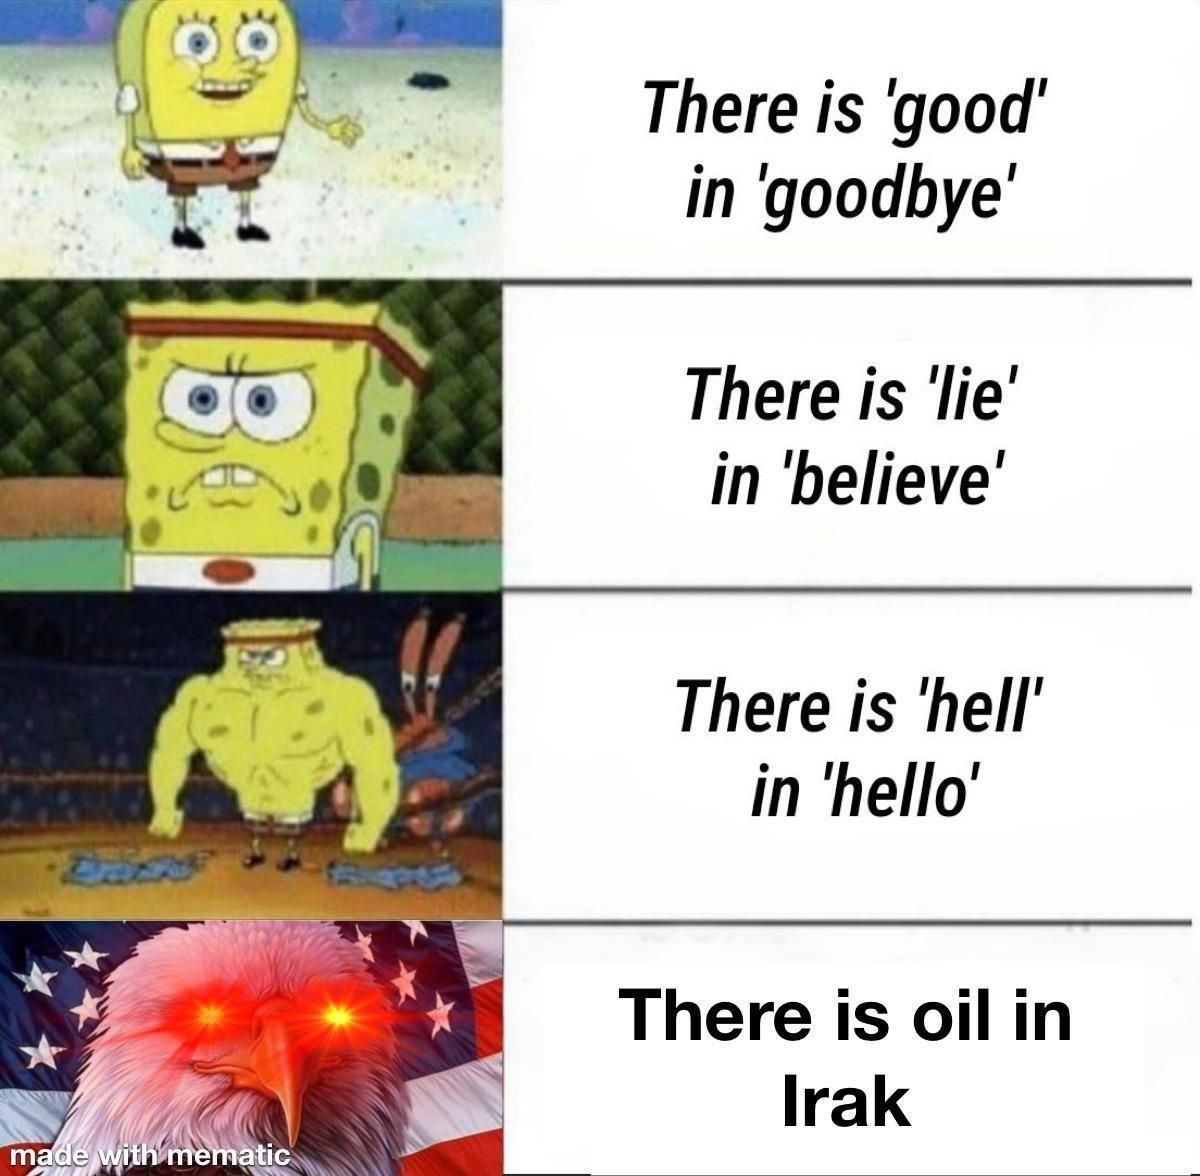 There is 'good'
in 'goodbye'
There is 'lie'
in 'believe'
There is 'hell'
in 'hello'
There is oil in
Irak
made with mematic